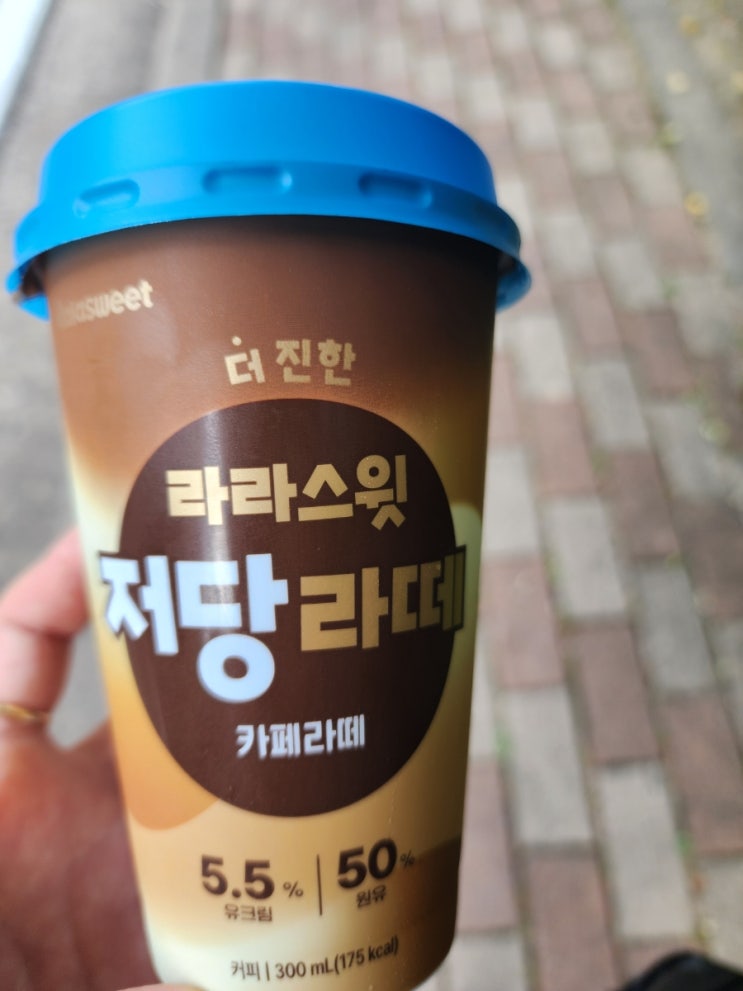 lalasweet
더 진한
라라스윗
저당라떼
카페라떼
5.5% 50%
유크림 원유
커피 | 300 mL(175 kcal)